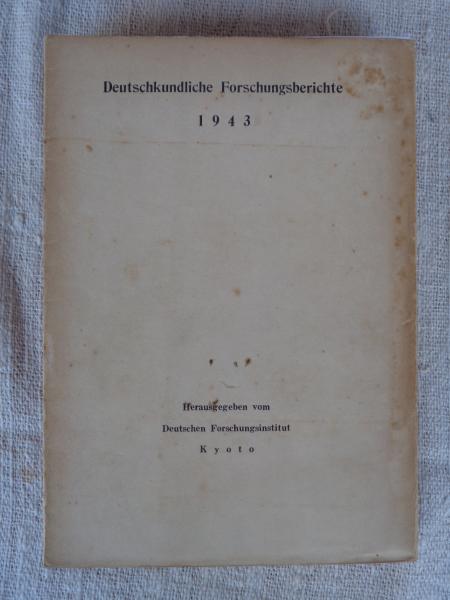 Deutschkundliche Forschungsberichte
1943
Herausgegeben vom
Deutschen Forschungsinstitut
Kyoto